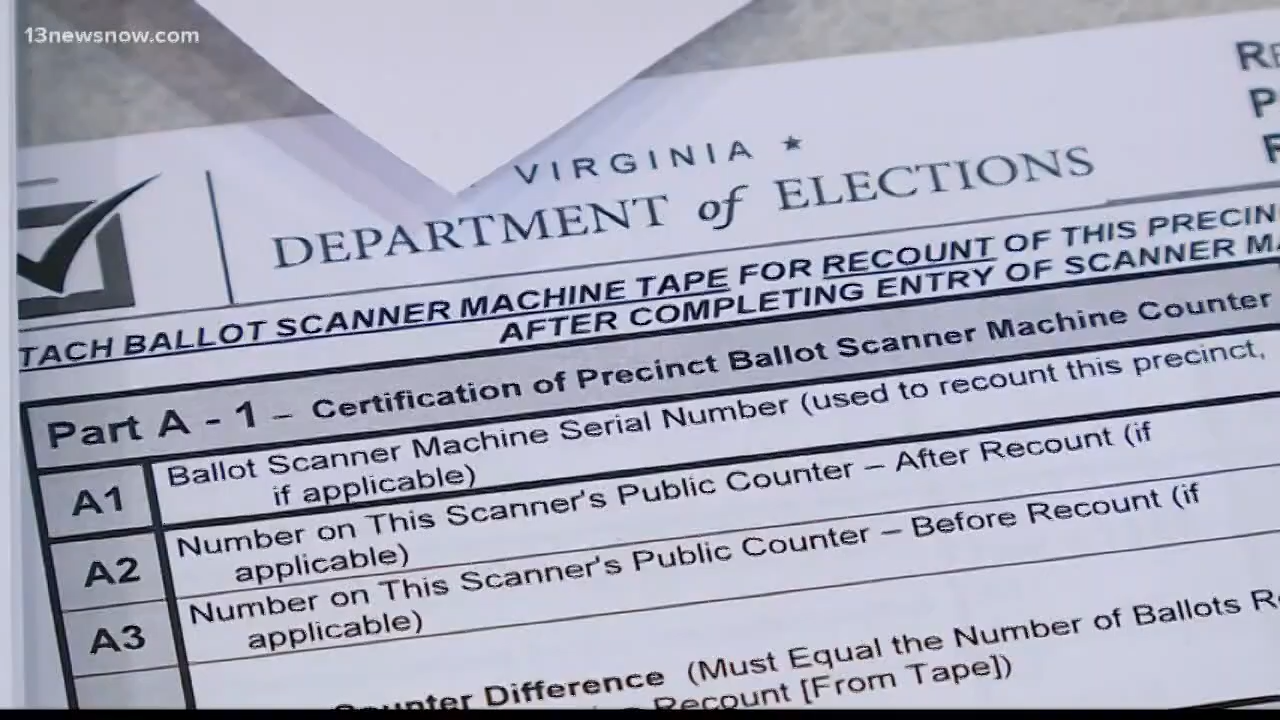 13newsnow.com
VIRGINIA ★
DEPARTMENT of ELECTIONS
TACH BALLOT SCANNER MACHINE TAPE FOR RECOUNT OF THIS PRECIN
AFTER COMPLETING ENTRY OF SCANNER MA
Part A - 1 – Certification of Precinct Ballot Scanner Machine Counter
A1 Ballot Scanner Machine Serial Number (used to recount this precinct,
if applicable)
A2 Number on This Scanner's Public Counter – After Recount (if
applicable)
A3 Number on This Scanner's Public Counter – Before Recount (if
applicable)
ounter Difference (Must Equal the Number of Ballots Re
Recount [From Tape])